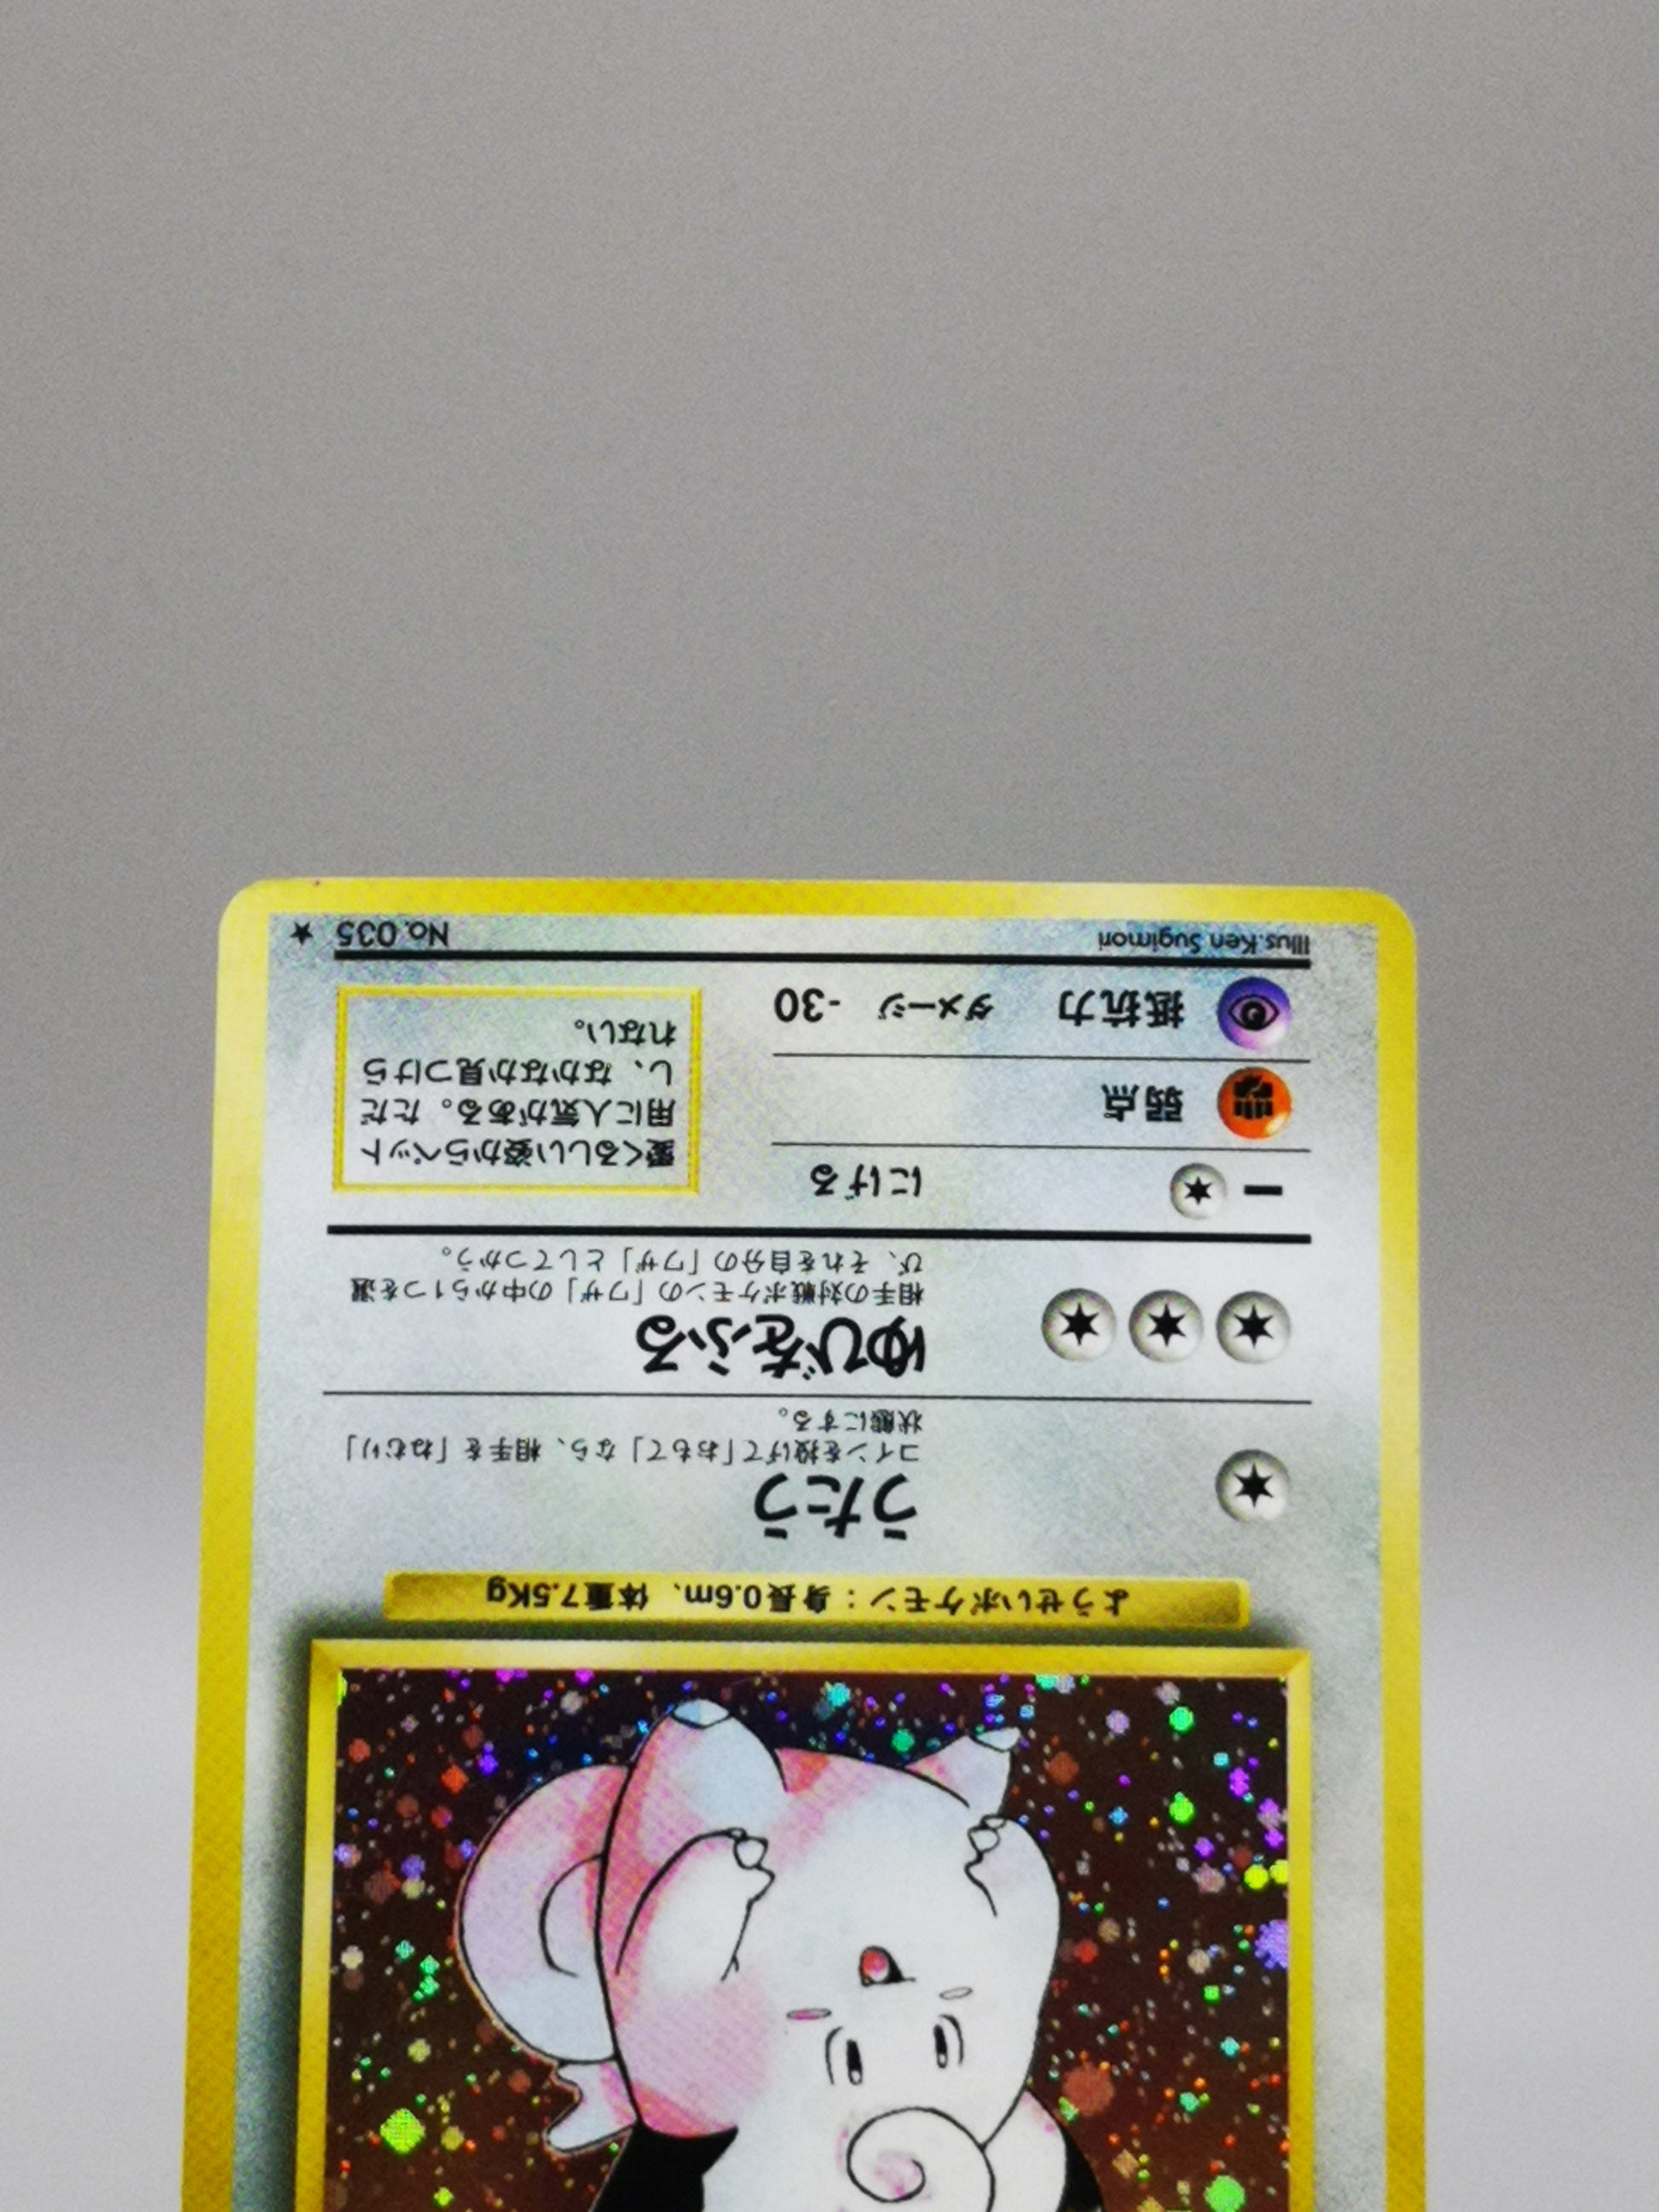 ようせいポケモン：身長0.6m、体重7.5Kg
うたう
コインを投げて「おもて」なら、相手を「ねむり」
状態にする。
ゆびをふる
相手の対戦ポケモンの「ワザ」の中から1つを選
び、それを自分の「ワザ」としてつかう。
にげる
弱点
抵抗力 ダメージ -30
愛くるしい姿からペット
用に人気がある。ただ
し、なかなか見つけら
れない。
Illus.Ken Sugimori
No.035 ★